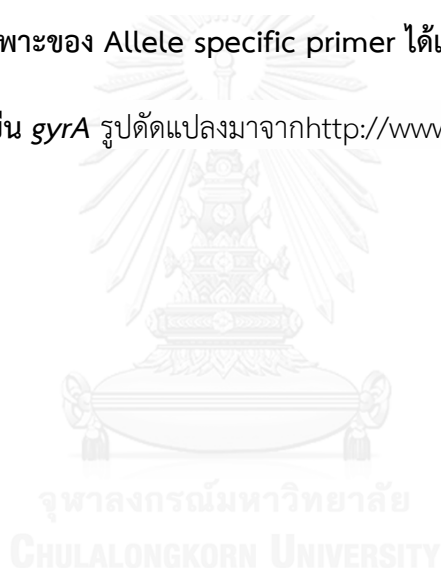 พาะของ Allele specific primer ได้
ีน gyrA รูปดัดแปลงมาจากhttp://www
จุฬาลงกรณ์มหาวิทยาลัย
CHULALONGKORN UNIVERSITY